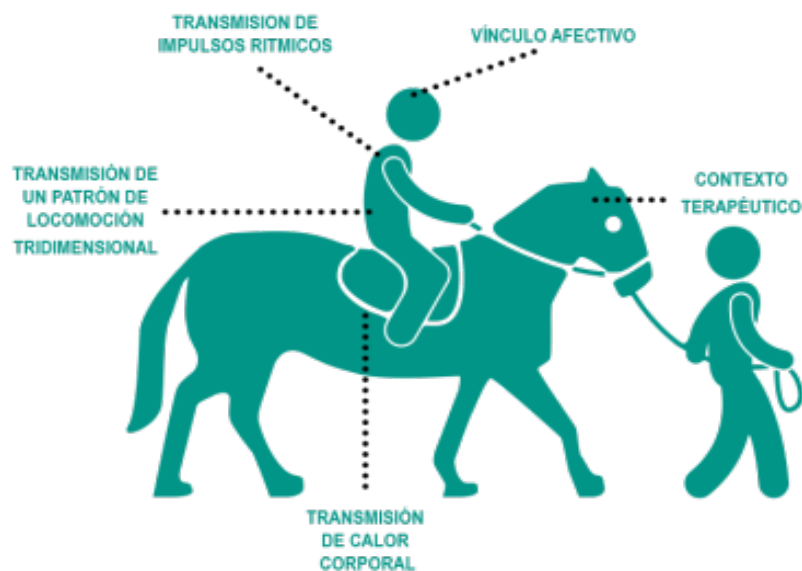 TRANSMISION DE
IMPULSOS RITMICOS
VÍNCULO AFECTIVO
TRANSMISIÓN DE
UN PATRÓN DE
LOCOMOCIÓN
TRIDIMENSIONAL
CONTEXTO
TERAPÉUTICO
TRANSMISIÓN
DE CALOR
CORPORAL